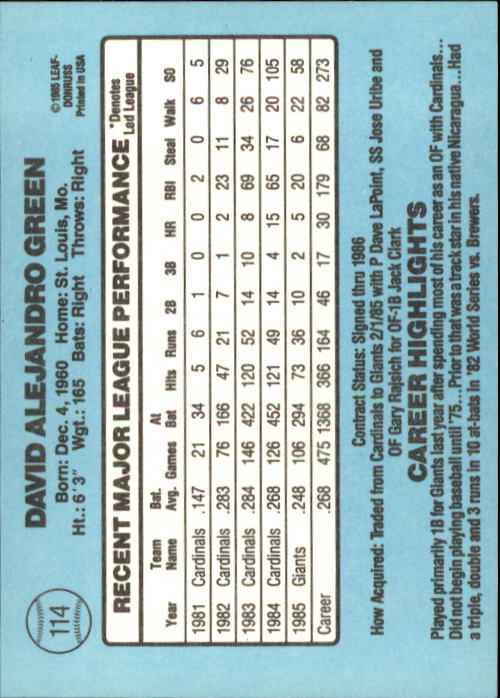 114
DAVID ALEJANDRO GREEN
Born: Dec. 4, 1960 Home: St. Louis, Mo.
Ht.: 6'3" Wgt.: 165 Bats: Right Throws: Right
©1985 LEAF-
DONRUSS
Printed in USA
RECENT MAJOR LEAGUE PERFORMANCE
*Denotes
Led League
Year Team Name Bat. Avg. Games At Bat Hits Runs 2B 3B HR RBI Steal Walk SO
1981 Cardinals .147 21 34 5 6 1 0 0 2 0 6 5
1982 Cardinals .283 76 166 47 21 7 1 2 23 11 8 29
1983 Cardinals .284 146 422 120 52 14 10 8 69 34 26 76
1984 Cardinals .268 126 452 121 49 14 4 15 65 17 20 105
1985 Giants .248 106 294 73 36 10 2 5 20 6 22 58
Career .268 475 1368 366 164 46 17 30 179 68 82 273
Contract Status: Signed thru 1986
How Acquired: Traded from Cardinals to Giants 2/1/85 with P Dave LaPoint, SS Jose Uribe and
OF Gary Rajsich for OF-1B Jack Clark
CAREER HIGHLIGHTS
Played primarily 1B for Giants last year after spending most of his career as an OF with Cardinals...
Did not begin playing baseball until '75...Prior to that was a track star in his native Nicaragua...Had
a triple, double and 3 runs in 10 at-bats in '82 World Series vs. Brewers.